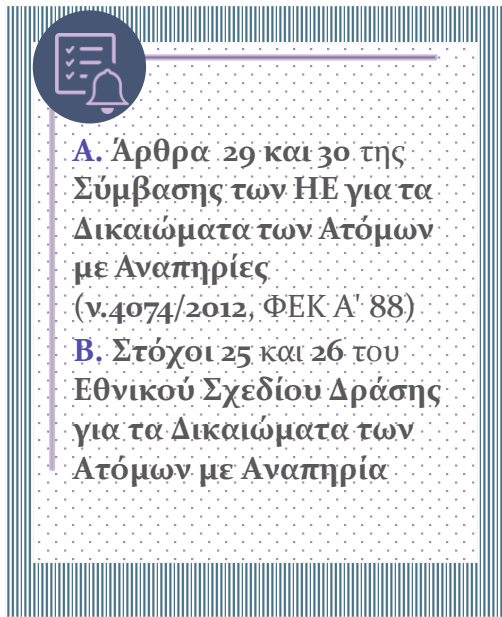 Α. Άρθρα 29 και 30 της
Σύμβασης των ΗΕ για τα
Δικαιώματα των Ατόμων
με Αναπηρίες
(ν.4074/2012, ΦΕΚ Α' 88)
Β. Στόχοι 25 και 26 του
Εθνικού Σχεδίου Δράσης
για τα Δικαιώματα των
Ατόμων με Αναπηρία